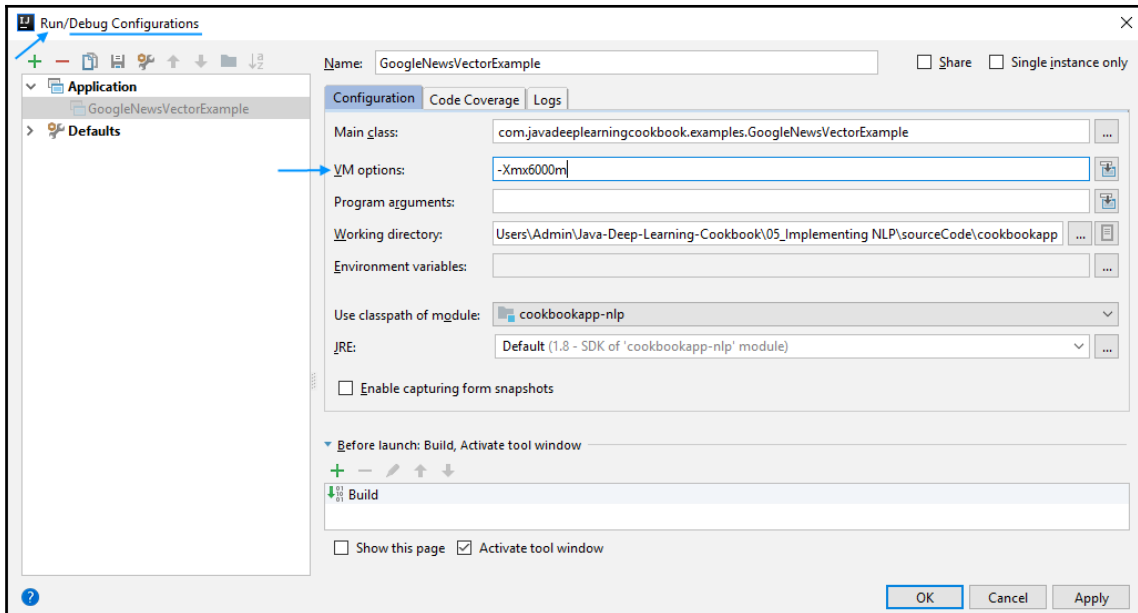 Run/Debug Configurations
Name: GoogleNewsVectorExample Share Single instance only
Application
GoogleNewsVectorExample
Defaults
Configuration Code Coverage Logs
Main class: com.javadeeplearningcookbook.examples.GoogleNewsVectorExample ...
VM options: -Xmx6000m
Program arguments:
Working directory: Users\Admin\Java-Deep-Learning-Cookbook\05_Implementing NLP\sourceCode\cookbookapp ...
Environment variables: ...
Use classpath of module: cookbookapp-nlp
JRE: Default (1.8 - SDK of 'cookbookapp-nlp' module) ...
Enable capturing form snapshots
Before launch: Build, Activate tool window
Build
Show this page Activate tool window
OK Cancel Apply